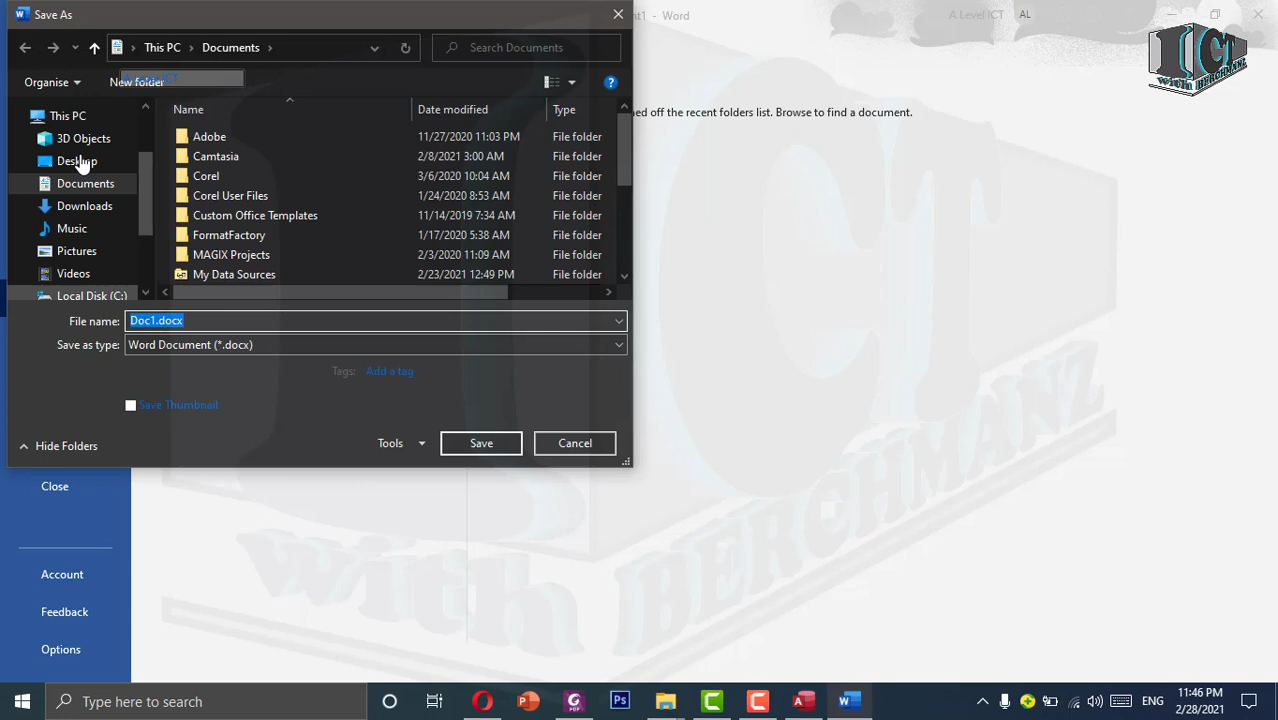 Save As
nt1 - Word
A Level ICT AL
This PC Documents
Search Documents
Organise New folder
ICT
with BERCHMANZ
This PC
3D Objects
Desktop
Documents
Downloads
Music
Pictures
Videos
Local Disk (C:)
Name Date modified Type
Adobe 11/27/2020 11:03 PM File folder
Camtasia 2/8/2021 3:00 AM File folder
Corel 3/6/2020 10:04 AM File folder
Corel User Files 1/24/2020 8:53 AM File folder
Custom Office Templates 11/14/2019 7:34 AM File folder
FormatFactory 1/17/2020 5:38 AM File folder
MAGIX Projects 2/3/2020 11:09 AM File folder
My Data Sources 2/23/2021 12:49 PM File folder
ned off the recent folders list. Browse to find a document.
File name: Doc1.docx
Save as type: Word Document (*.docx)
Tags: Add a tag
Save Thumbnail
Hide Folders
Tools Save Cancel
ICT
with BERCHMANZ
Close
Account
Feedback
Options
Type here to search
ENG
11:46 PM
2/28/2021